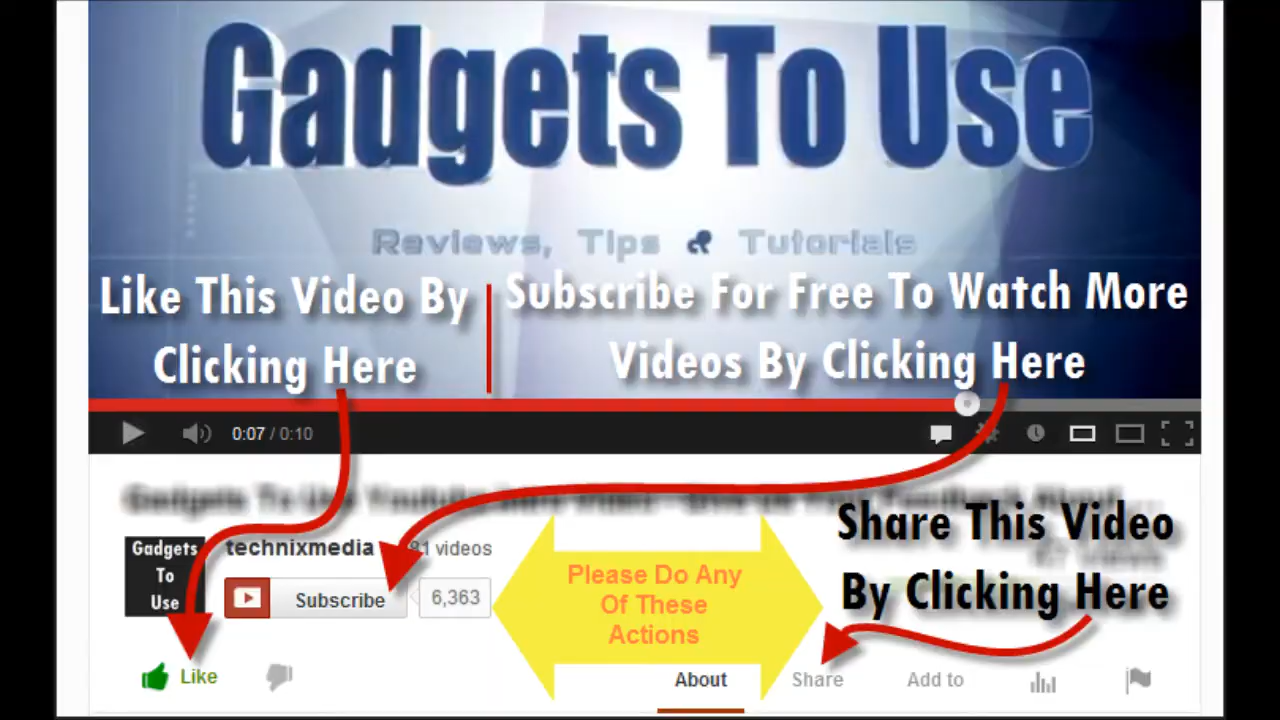 Gadgets To Use
Reviews, Tips & Tutorials
Like This Video By
Clicking Here
Subscribe For Free To Watch More
Videos By Clicking Here
0:07 / 0:10
Share This Video
By Clicking Here
Gadgets
To
Use
technixmedia
81 videos
Subscribe
6,363
Please Do Any
Of These
Actions
Like
About
Share
Add to